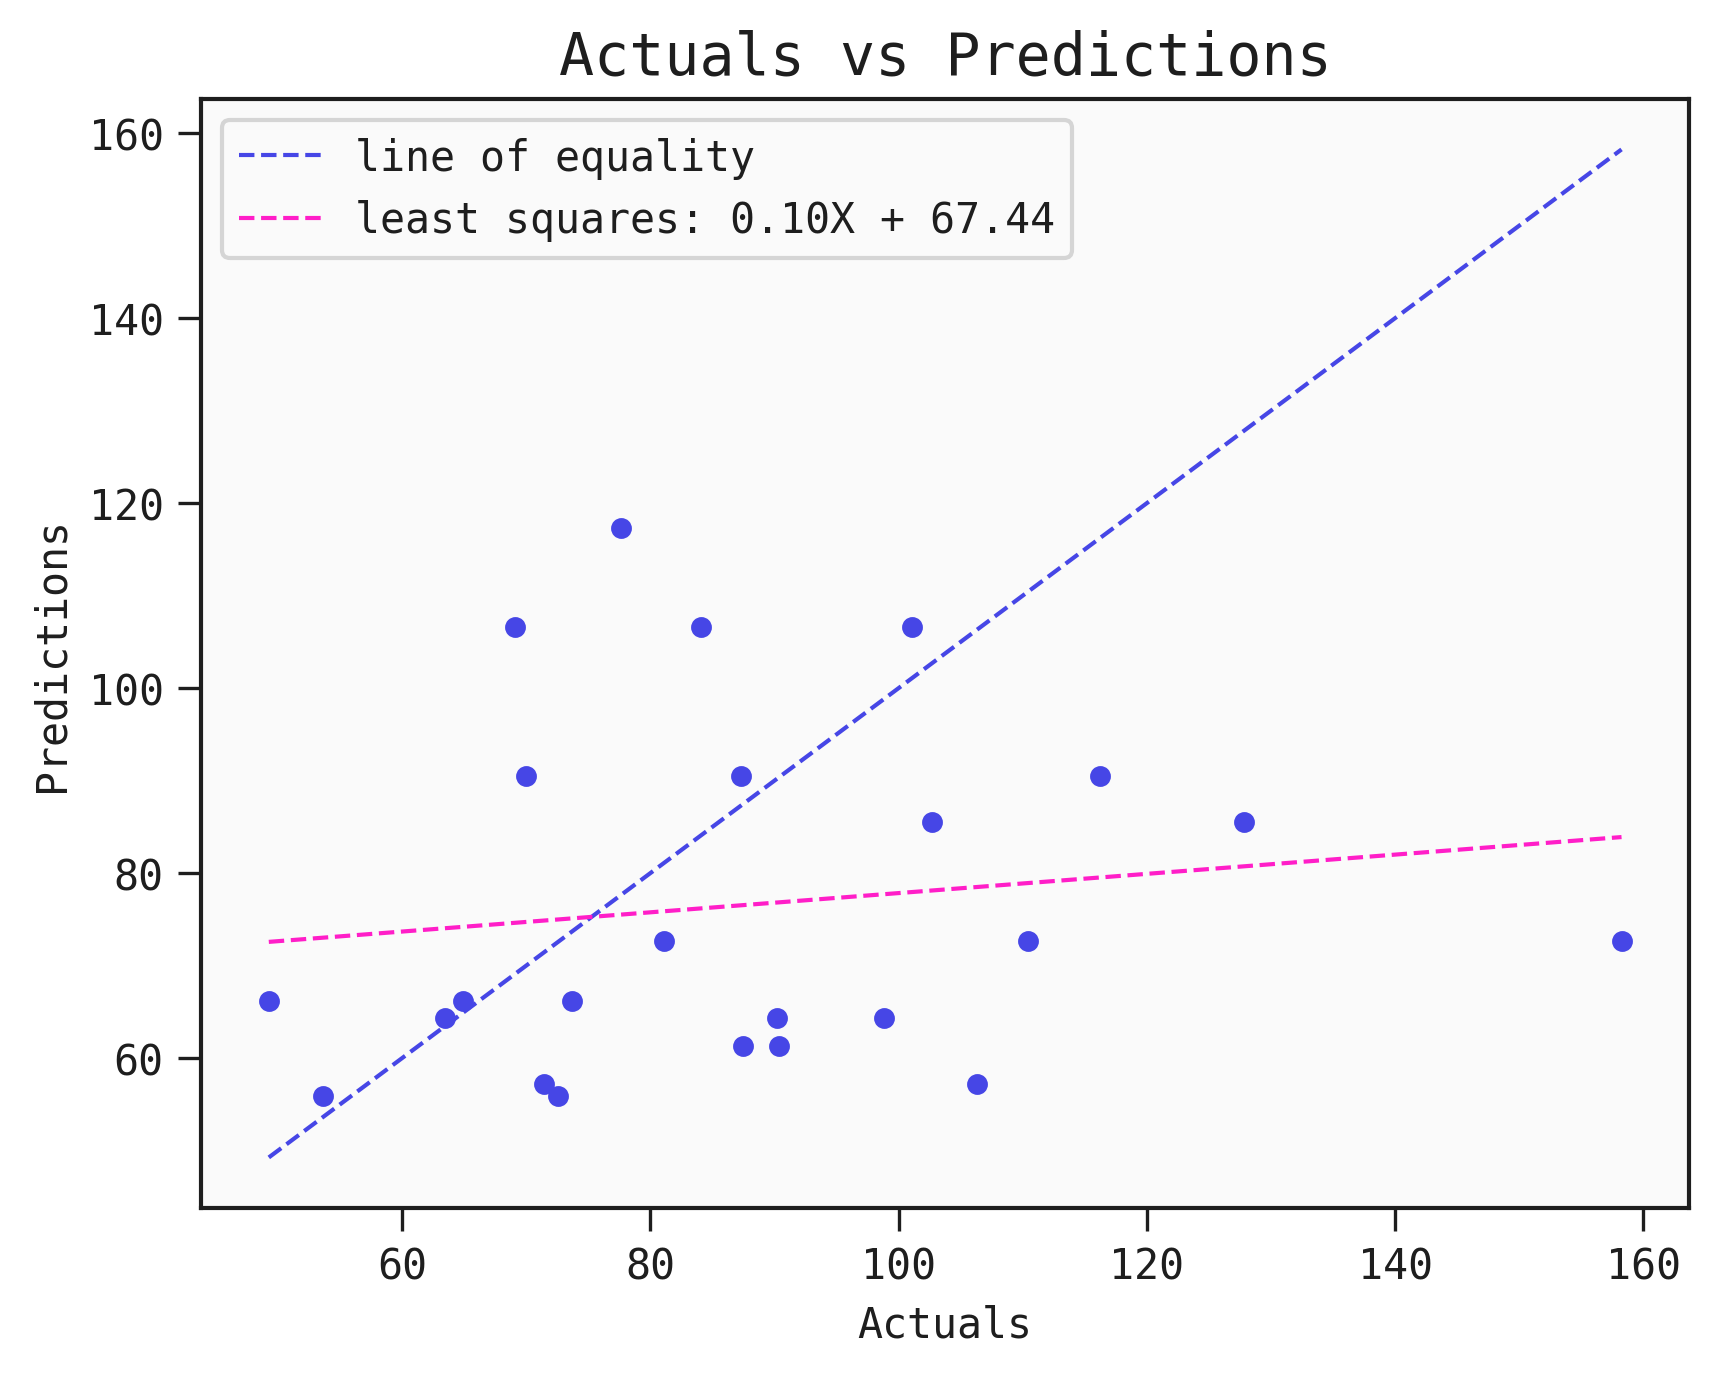 Actuals vs Predictions
line of equality
least squares: 0.10X + 67.44
160
140
120
100
80
60
Predictions
60 80 100 120 140 160
Actuals